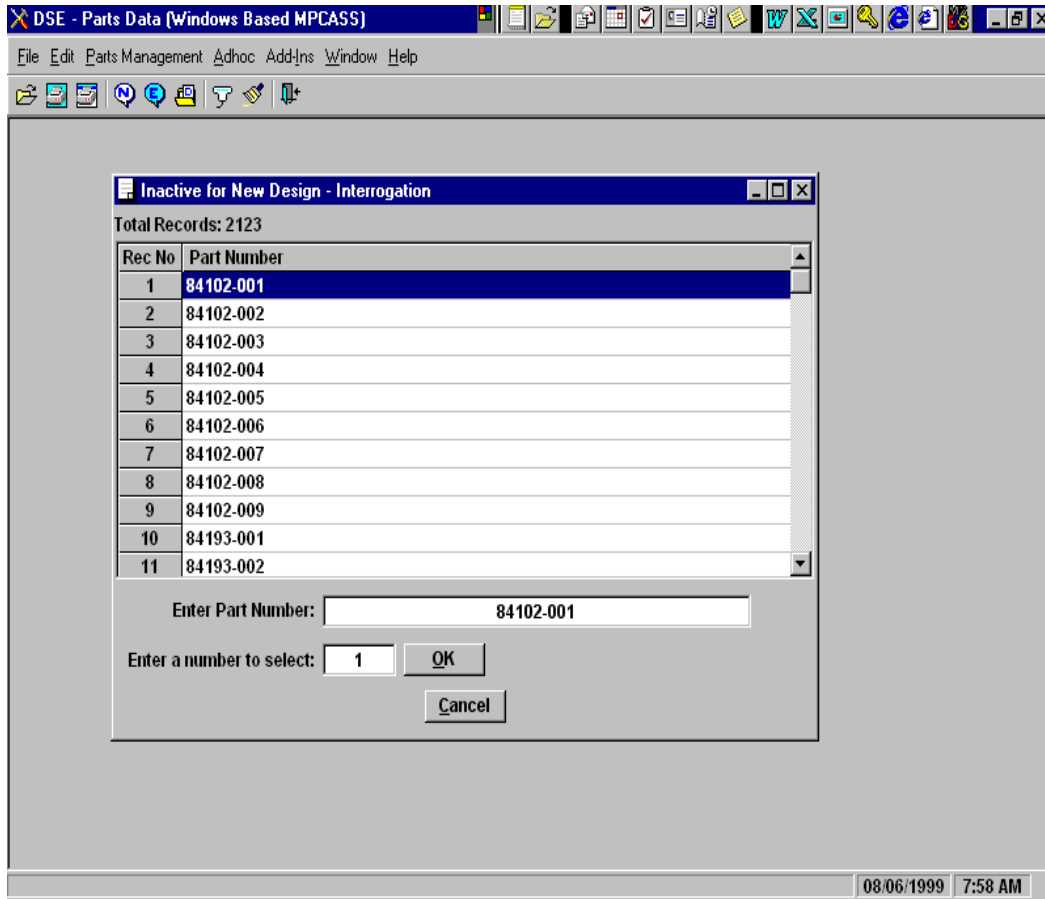 DSE - Parts Data (Windows Based MPCASS)
File Edit Parts Management Adhoc Add-Ins Window Help
Inactive for New Design - Interrogation
Total Records: 2123
Rec No Part Number
1 84102-001
2 84102-002
3 84102-003
4 84102-004
5 84102-005
6 84102-006
7 84102-007
8 84102-008
9 84102-009
10 84193-001
11 84193-002
Enter Part Number: 84102-001
Enter a number to select: 1 OK
Cancel
08/06/1999 7:58 AM